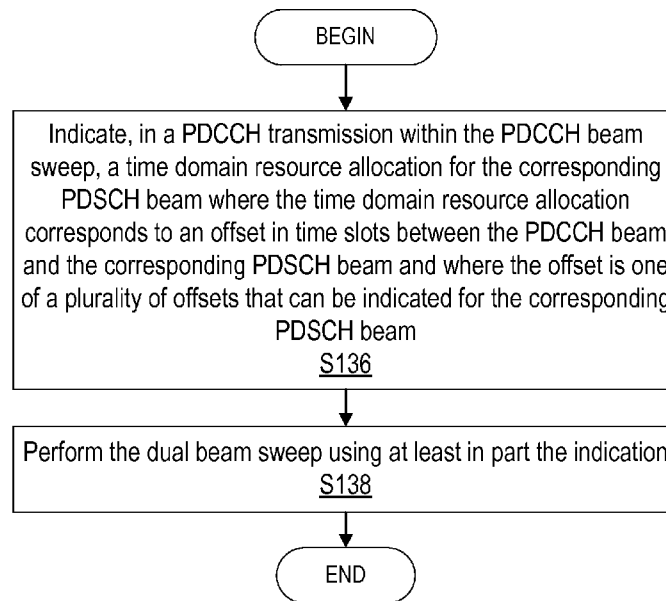 BEGIN
Indicate, in a PDCCH transmission within the PDCCH beam
sweep, a time domain resource allocation for the corresponding
PDSCH beam where the time domain resource allocation
corresponds to an offset in time slots between the PDCCH beam
and the corresponding PDSCH beam and where the offset is one
of a plurality of offsets that can be indicated for the corresponding
PDSCH beam
S136
Perform the dual beam sweep using at least in part the indication
S138
END